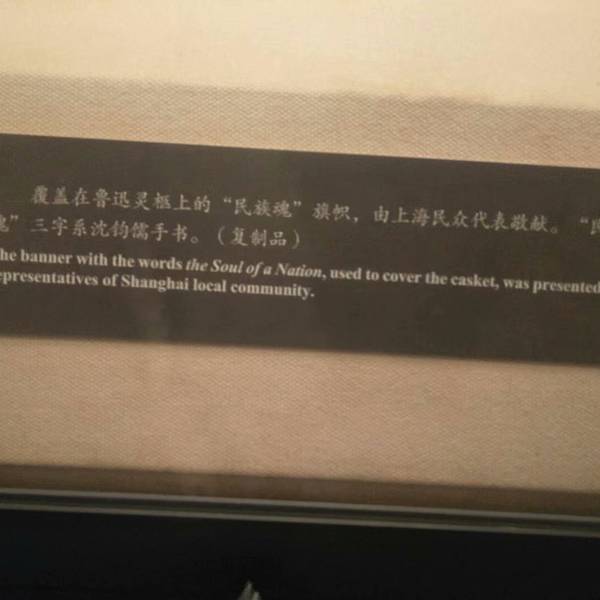 覆盖在鲁迅灵柩上的“民族魂”旗帜，由上海民众代表敬献。“
魂”三字系沈钧儒手书。（复制品）
he banner with the words the Soul of a Nation, used to cover the casket, was presented
epresentatives of Shanghai local community.